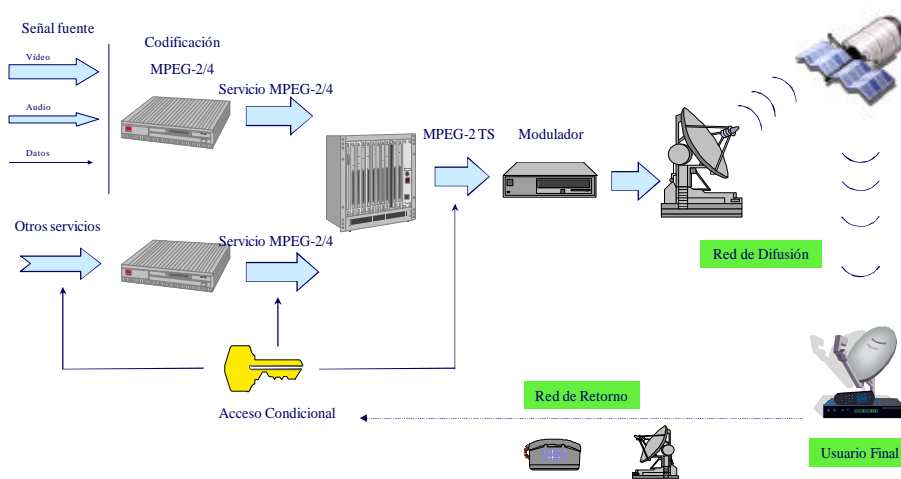 Señal fuente
Codificación
MPEG-2/4
Vídeo
Servicio MPEG-2/4
Audio
MPEG-2 TS
Modulador
Datos
Otros servicios
Servicio MPEG-2/4
Red de Difusión
Red de Retorno
Acceso Condicional
Usuario Final